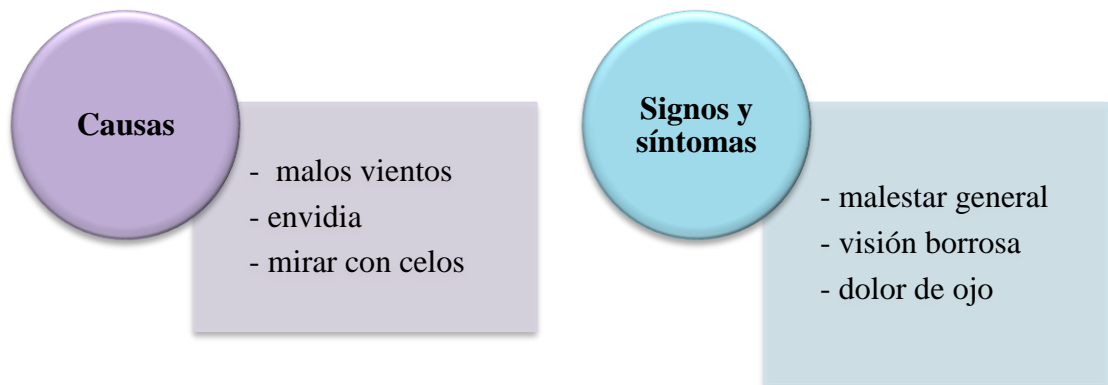 Causas
- malos vientos
- envidia
- mirar con celos
Signos y
síntomas
- malestar general
- visión borrosa
- dolor de ojo